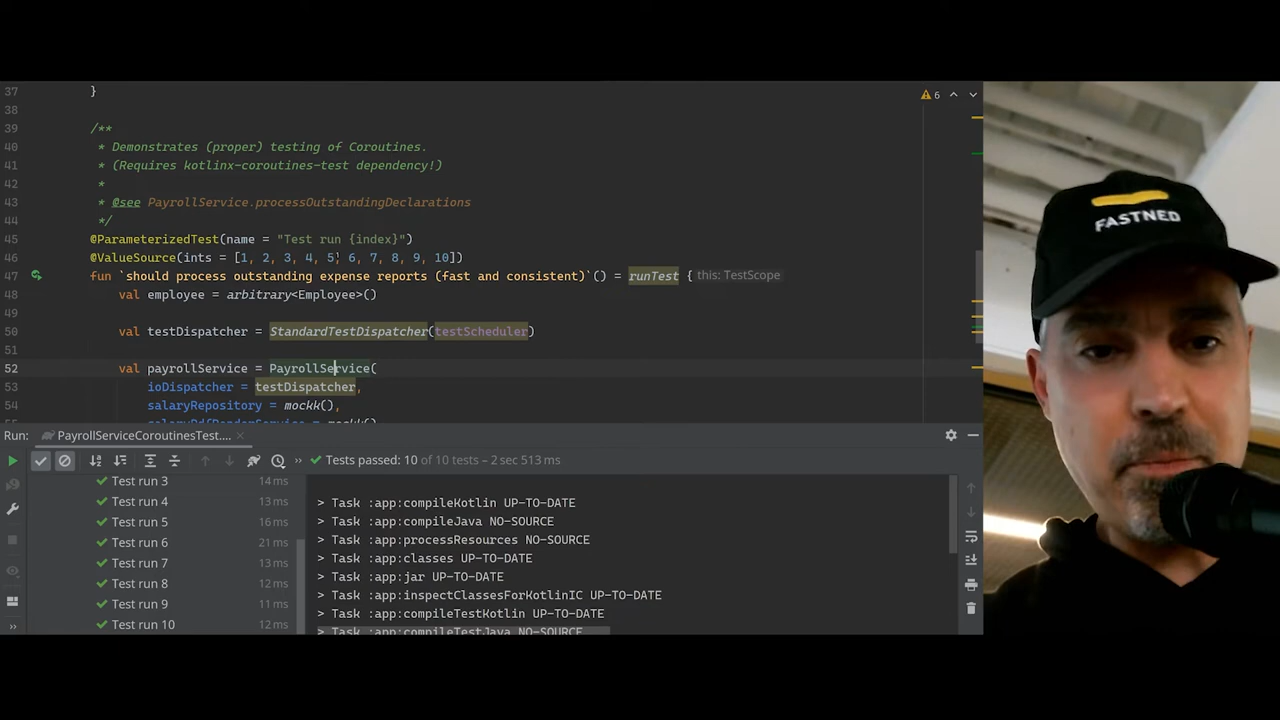 37 }
38
39 /**
40 * Demonstrates (proper) testing of Coroutines.
41 * (Requires kotlinx-coroutines-test dependency!)
42 *
43 * @see PayrollService.processOutstandingDeclarations
44 */
45 @ParameterizedTest(name = "Test run {index}")
46 @ValueSource(ints = [1, 2, 3, 4, 5, 6, 7, 8, 9, 10])
47 fun `should process outstanding expense reports (fast and consistent)`() = runTest { this: TestScope
48 val employee = arbitrary<Employee>()
49
50 val testDispatcher = StandardTestDispatcher(testScheduler)
51
52 val payrollService = PayrollService(
53 ioDispatcher = testDispatcher,
54 salaryRepository = mockk(),
6
FASTNED
Run: PayrollServiceCoroutinesTest....
Tests passed: 10 of 10 tests – 2 sec 513 ms
Test run 3 14 ms
Test run 4 13 ms
Test run 5 16 ms
Test run 6 21 ms
Test run 7 13 ms
Test run 8 12 ms
Test run 9 11 ms
Test run 10 12 ms
> Task :app:compileKotlin UP-TO-DATE
> Task :app:compileJava NO-SOURCE
> Task :app:processResources NO-SOURCE
> Task :app:classes UP-TO-DATE
> Task :app:jar UP-TO-DATE
> Task :app:inspectClassesForKotlinIC UP-TO-DATE
> Task :app:compileTestKotlin UP-TO-DATE
> Task :app:compileTestJava NO-SOURCE